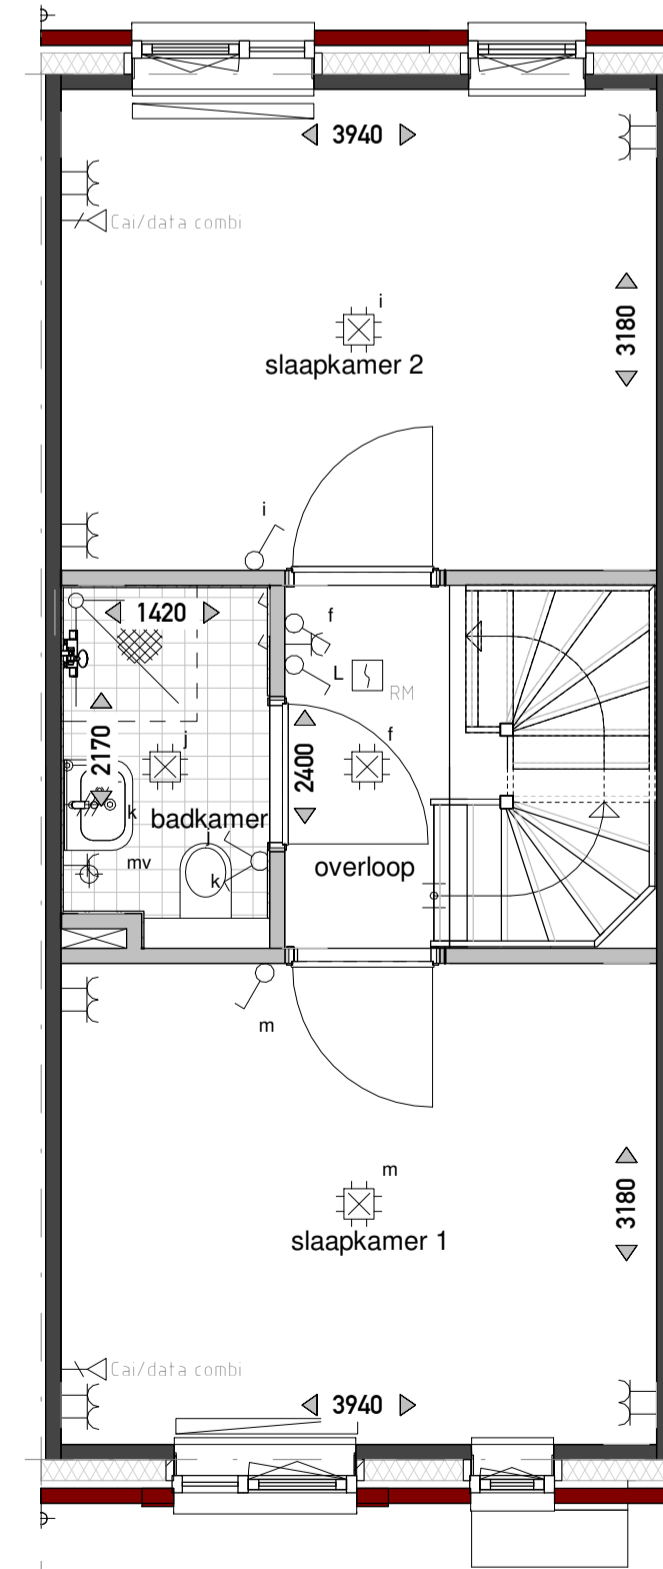 3940
Cai/data combi
3180
i
slaapkamer 2
i
1420
f
L
RM
2170
j
2400
f
k
badkamer
j
mv
k
overloop
m
m
3180
slaapkamer 1
Cai/data combi
3940